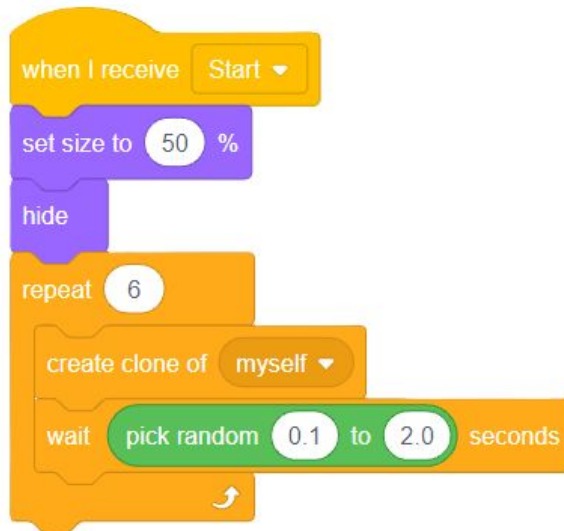 when I receive Start
set size to 50 %
hide
repeat 6
create clone of myself
wait pick random 0.1 to 2.0 seconds